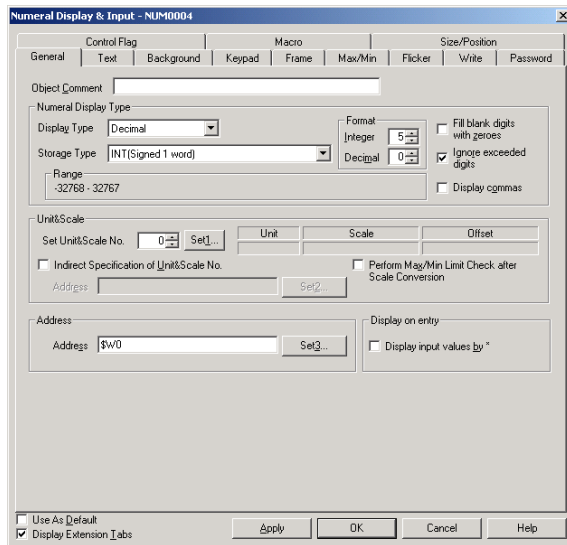 Numeral Display & Input - NUM0004
Control Flag Macro Size/Position
General Text Background Keypad Frame Max/Min Flicker Write Password
Object Comment
Numeral Display Type
Display Type Decimal
Format
Integer 5
Fill blank digits
with zeroes
Storage Type INT(Signed 1 word)
Decimal 0
Ignore exceeded
digits
Range
-32768 - 32767
Display commas
Unit&Scale
Set Unit&Scale No. 0 Set1... Unit Scale Offset
Indirect Specification of Unit&Scale No.
Perform Max/Min Limit Check after
Scale Conversion
Address Set2...
Address
Address $W0 Set3...
Display on entry
Display input values by *
Use As Default
Display Extension Tabs
Apply OK Cancel Help